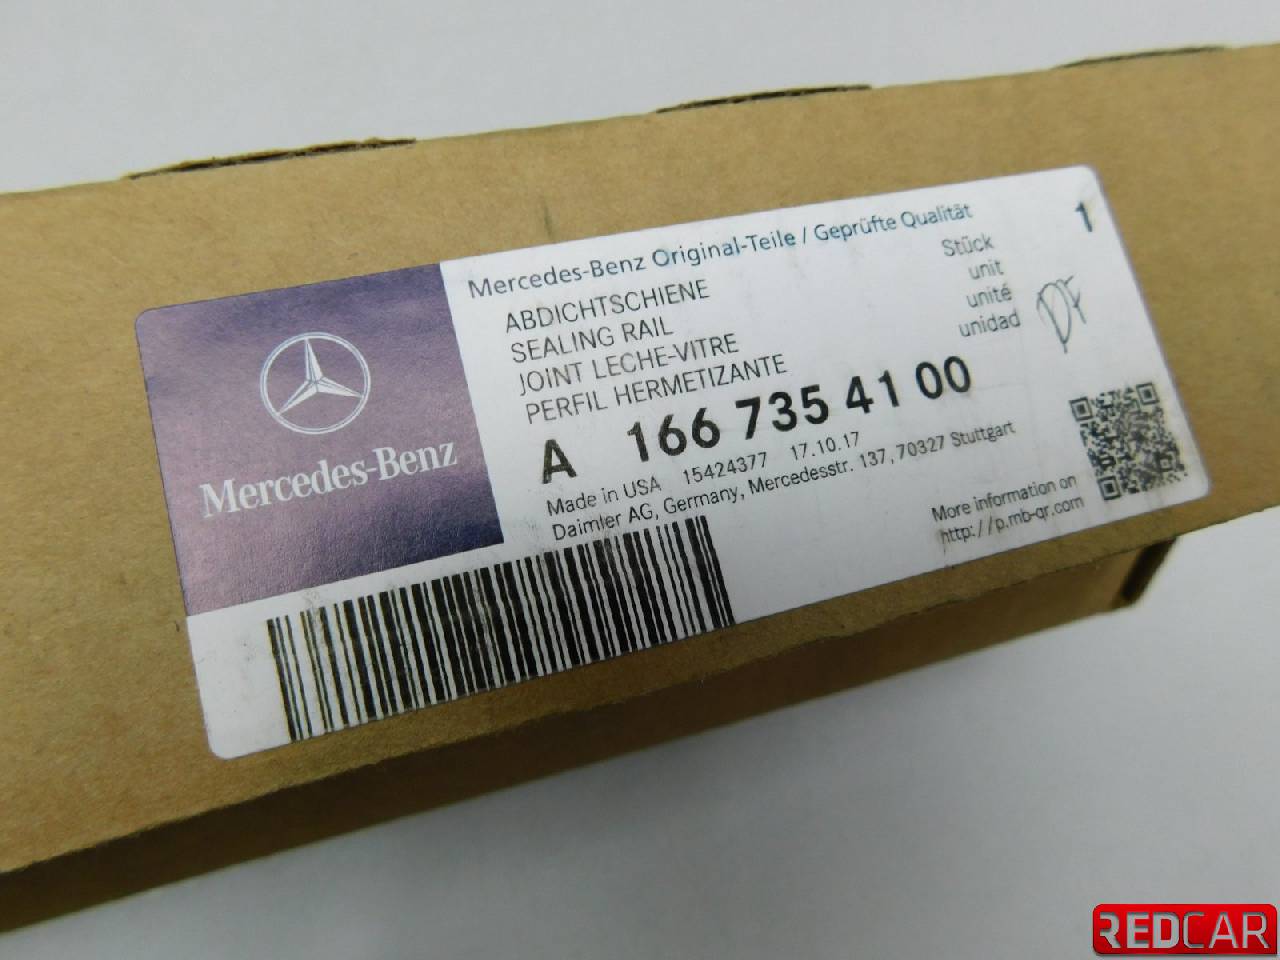 Mercedes-Benz
Mercedes-Benz Original-Teile / Geprüfte Qualität
ABDICHTSCHIENE
SEALING RAIL
JOINT LECHE-VITRE
PERFIL HERMETIZANTE
Stück 1
unit
unité
unidad
DF
A 166 735 41 00
Made in USA 15424377 17.10.17
Daimler AG, Germany, Mercedesstr. 137, 70327 Stuttgart
More information on
http://p.mb-qr.com
REDCAR